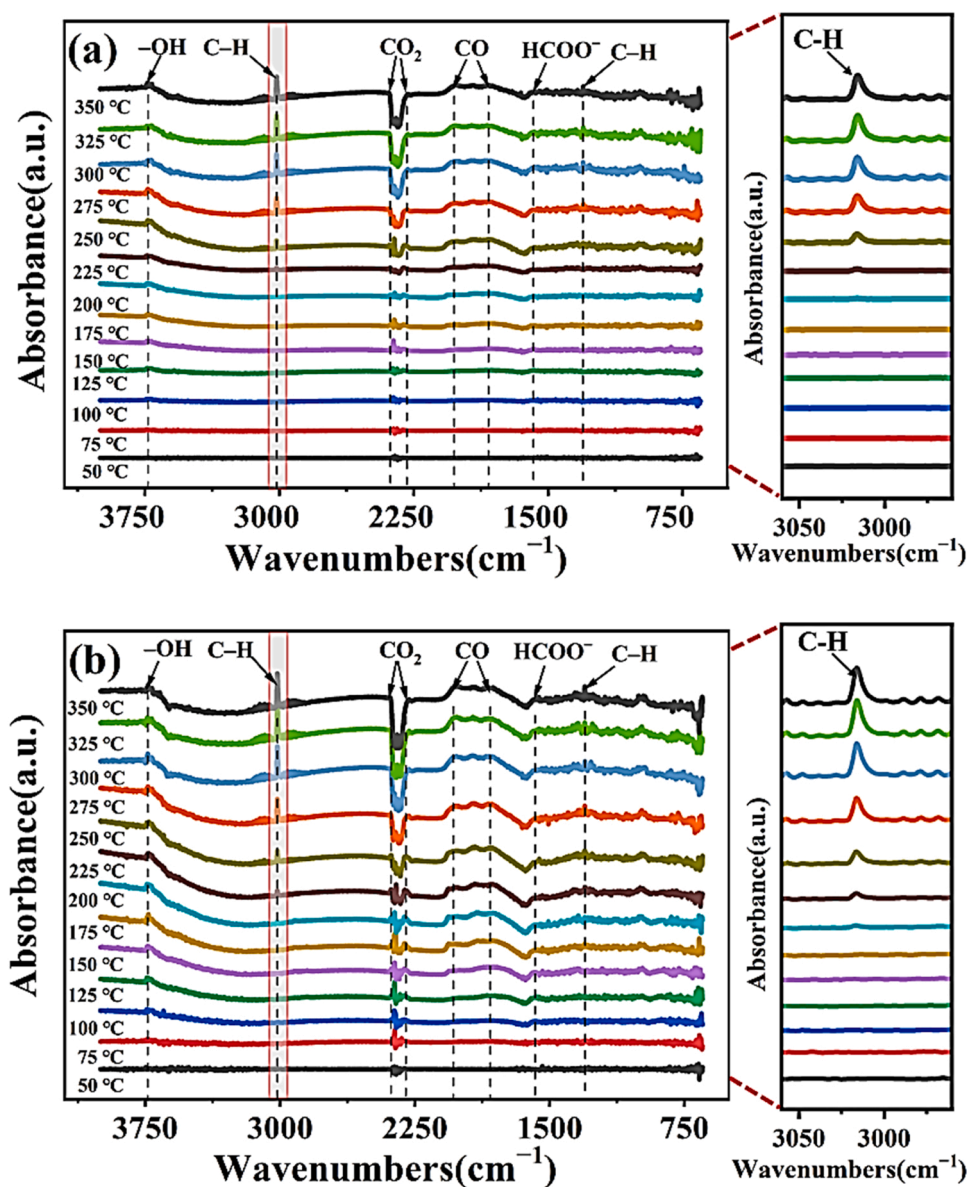 (a)
–OH
C–H
CO2
CO
HCOO−
C–H
350 °C
325 °C
300 °C
275 °C
250 °C
225 °C
200 °C
175 °C
150 °C
125 °C
100 °C
75 °C
50 °C
Absorbance(a.u.)
3750 3000 2250 1500 750
Wavenumbers(cm−1)
C-H
Absorbance(a.u.)
3050 3000
Wavenumbers(cm−1)
(b)
–OH
C–H
CO2
CO
HCOO−
C–H
350 °C
325 °C
300 °C
275 °C
250 °C
225 °C
200 °C
175 °C
150 °C
125 °C
100 °C
75 °C
50 °C
Absorbance(a.u.)
3750 3000 2250 1500 750
Wavenumbers(cm−1)
C-H
Absorbance(a.u.)
3050 3000
Wavenumbers(cm−1)